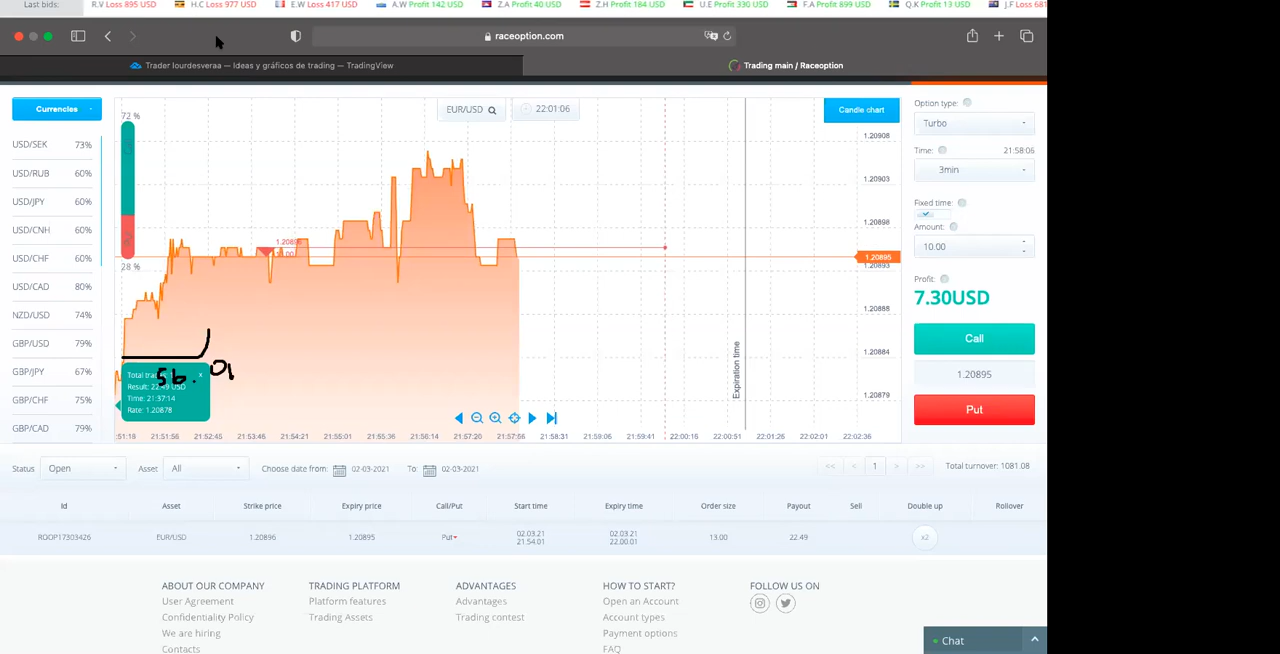 Last bids: R.V Loss 895 USD H.C Loss 977 USD E.W Loss 417 USD A.W Profit 142 USD Z.A Profit 40 USD Z.H Profit 184 USD U.E Profit 330 USD F.A Profit 899 USD Q.K Profit 13 USD J.F Loss 681
raceoption.com
Trader lourdesveraa — Ideas y gráficos de trading — TradingView
Trading main / Raceoption
Currencies
USD/SEK 73%
USD/RUB 60%
USD/JPY 60%
USD/CNH 60%
USD/CHF 60%
USD/CAD 80%
NZD/USD 74%
GBP/USD 79%
GBP/JPY 67%
GBP/CHF 75%
GBP/CAD 79%
72 %
28 %
EUR/USD
22:01:06
Candle chart
1.20908
1.20903
1.20898
1.20895
1.20893
1.20888
1.20884
1.20879
Expiration time
56.01
Result: 22.49 USD
Time: 21:37:14
Rate: 1.20878
:51:18 21:51:56 21:52:45 21:53:46 21:54:21 21:55:01 21:55:36 21:56:14 21:57:20 21:57:56 21:58:31 21:59:06 21:59:41 22:00:16 22:00:51 22:01:26 22:02:01 22:02:36
Option type:
Turbo
Time: 21:58:06
3min
Fixed time:
Amount:
10.00
Profit:
7.30USD
Call
1.20895
Put
Status Open Asset All Choose date from: 02-03-2021 To: 02-03-2021 << < 1 > >> Total turnover: 1081.08
Id Asset Strike price Expiry price Call/Put Start time Expiry time Order size Payout Sell Double up Rollover
ROOP17303426 EUR/USD 1.20896 1.20895 Put 02.03.21 21.54.01 02.03.21 22.00.01 13.00 22.49 x2
ABOUT OUR COMPANY
User Agreement
Confidentiality Policy
We are hiring
Contacts
TRADING PLATFORM
Platform features
Trading Assets
ADVANTAGES
Advantages
Trading contest
HOW TO START?
Open an Account
Account types
Payment options
FAQ
FOLLOW US ON
Chat